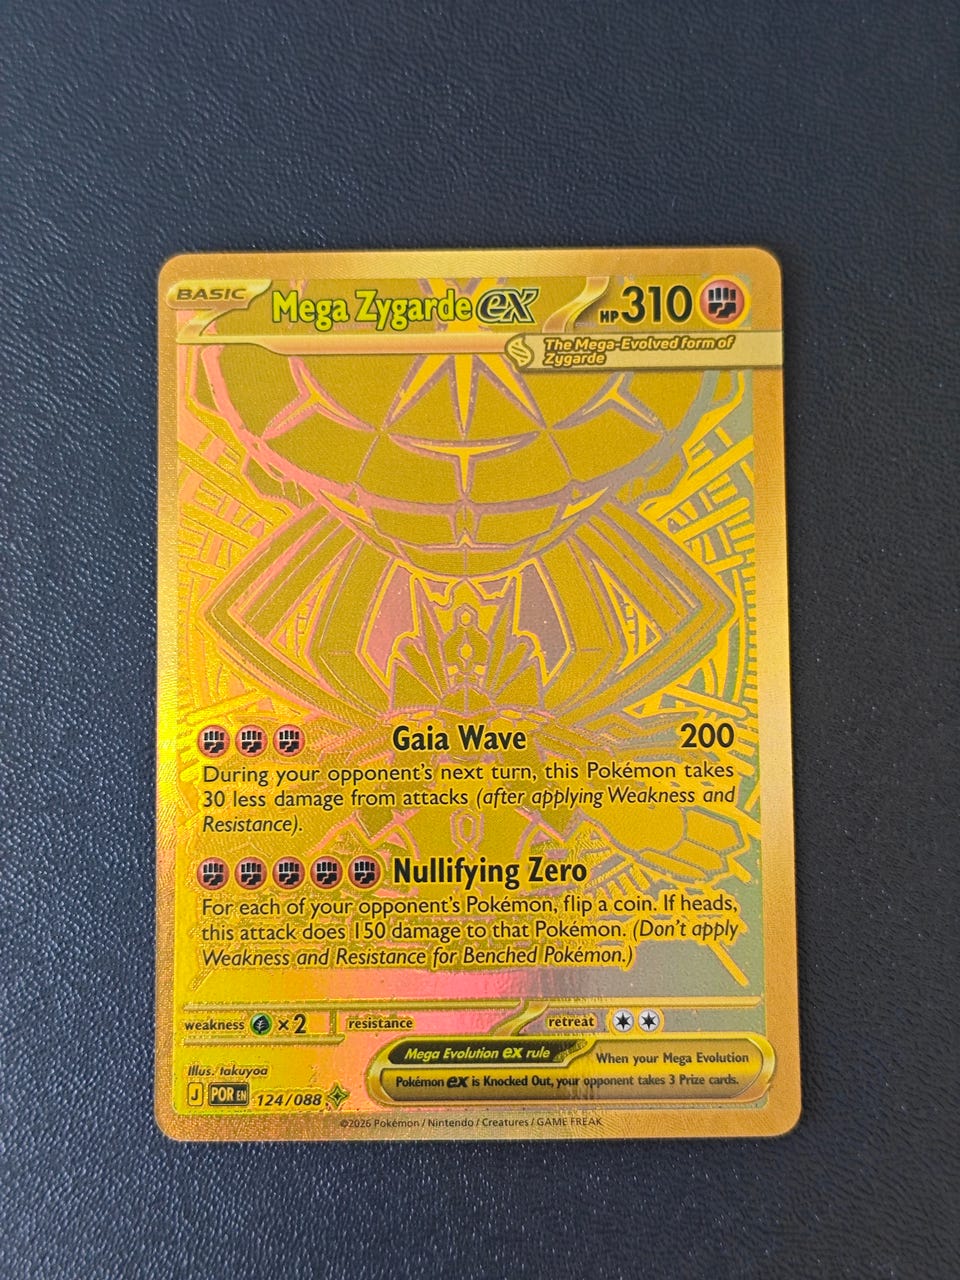 BASIC Mega Zygarde ex HP 310
The Mega-Evolved form of
Zygarde
Gaia Wave 200
During your opponent's next turn, this Pokémon takes
30 less damage from attacks (after applying Weakness and
Resistance).
Nullifying Zero
For each of your opponent's Pokémon, flip a coin. If heads,
this attack does 150 damage to that Pokémon. (Don't apply
Weakness and Resistance for Benched Pokémon.)
weakness ×2 resistance retreat
Mega Evolution ex rule When your Mega Evolution
Pokémon ex is Knocked Out, your opponent takes 3 Prize cards.
Illus. takuyoa
J POR EN 124/088
©2026 Pokémon / Nintendo / Creatures / GAME FREAK